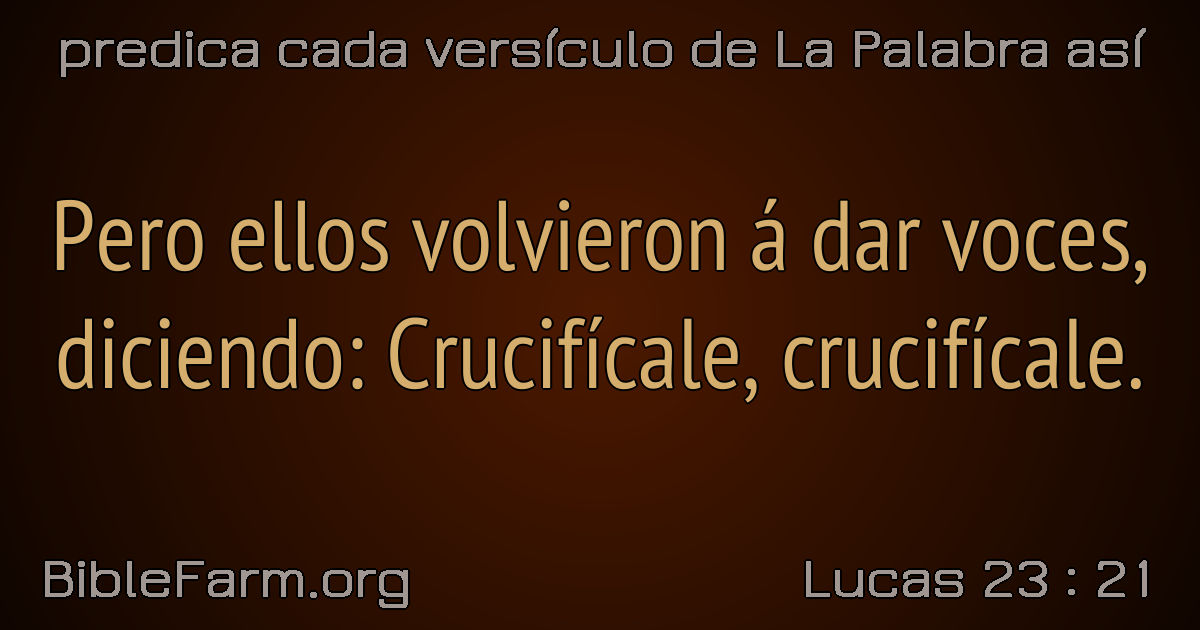 predica cada versículo de La Palabra así
Pero ellos volvieron á dar voces,
diciendo: Crucifícale, crucifícale.
BibleFarm.org
Lucas 23 : 21